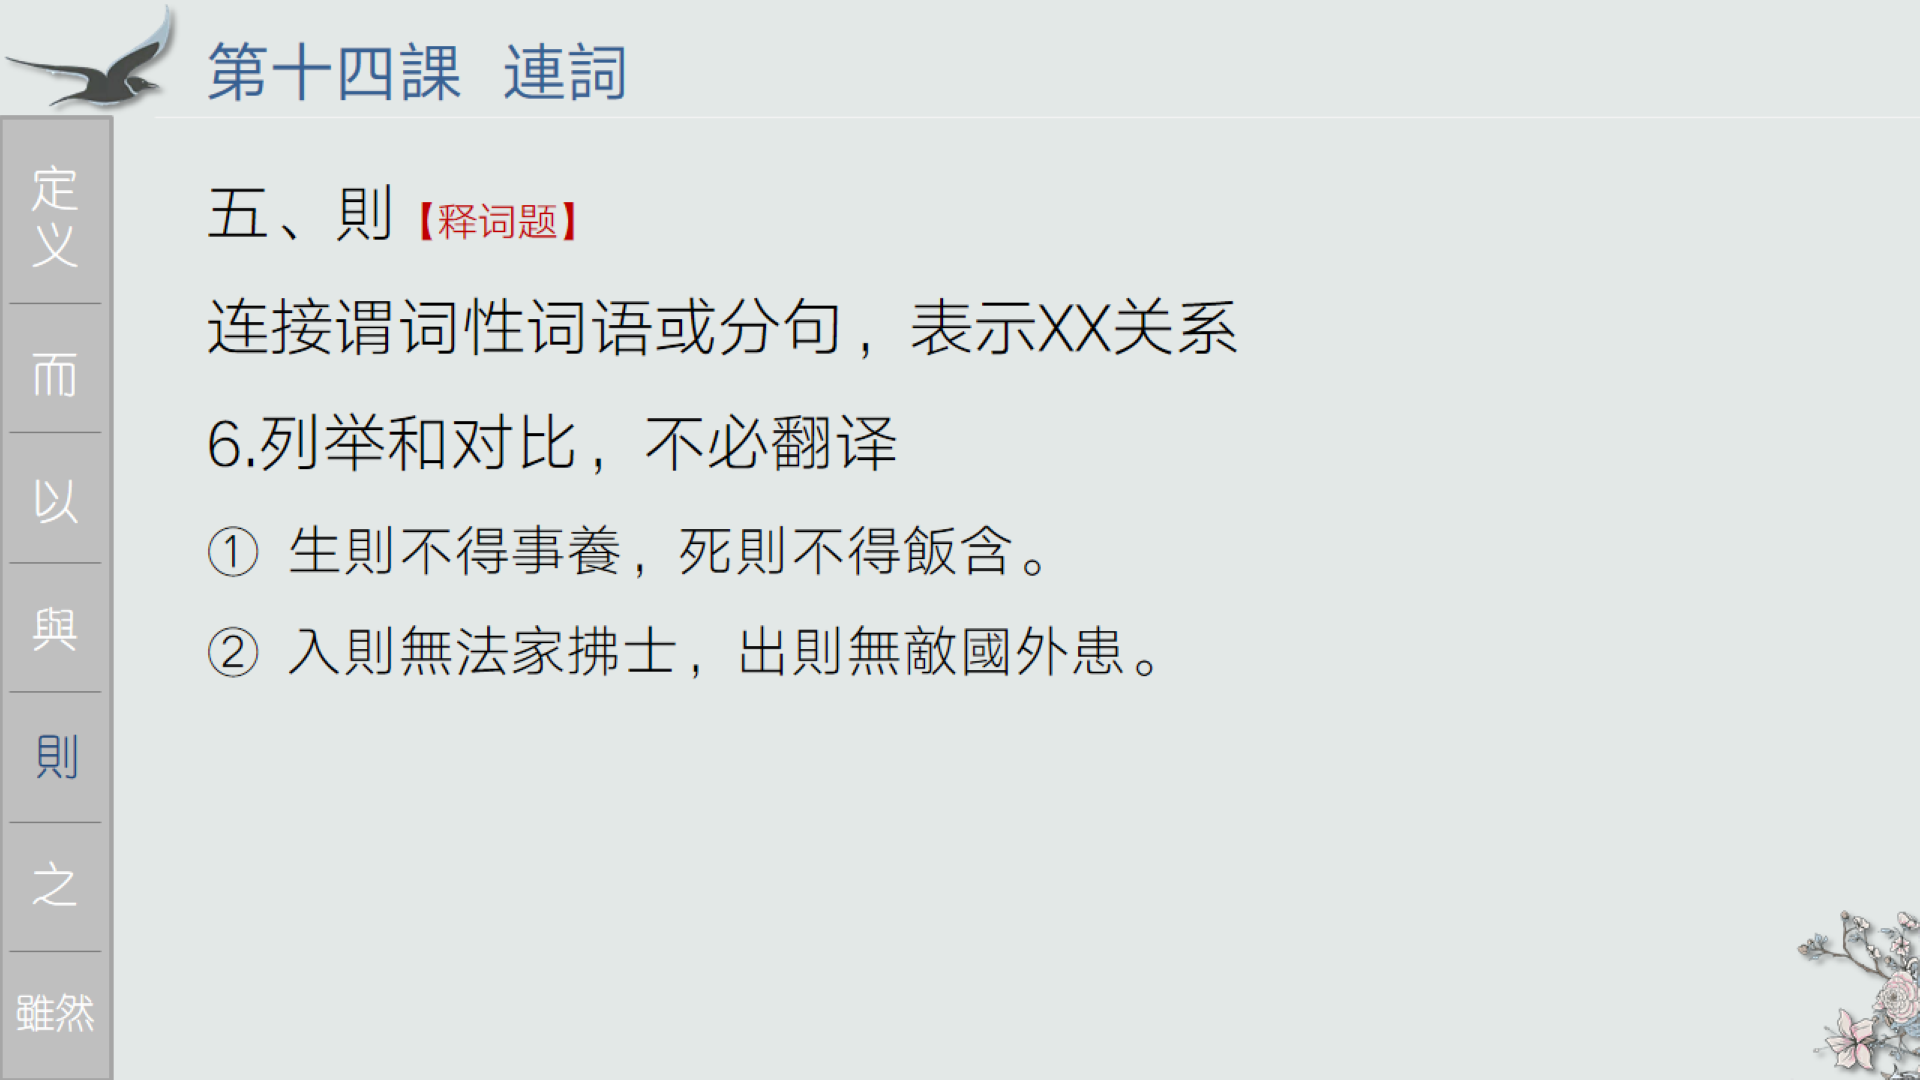 第十四課 連詞
定
义
而
以
與
則
之
雖然
五、則【释词题】
连接谓词性词语或分句，表示XX关系
6.列举和对比，不必翻译
① 生則不得事養，死則不得飯含。
② 入則無法家拂士，出則無敵國外患。